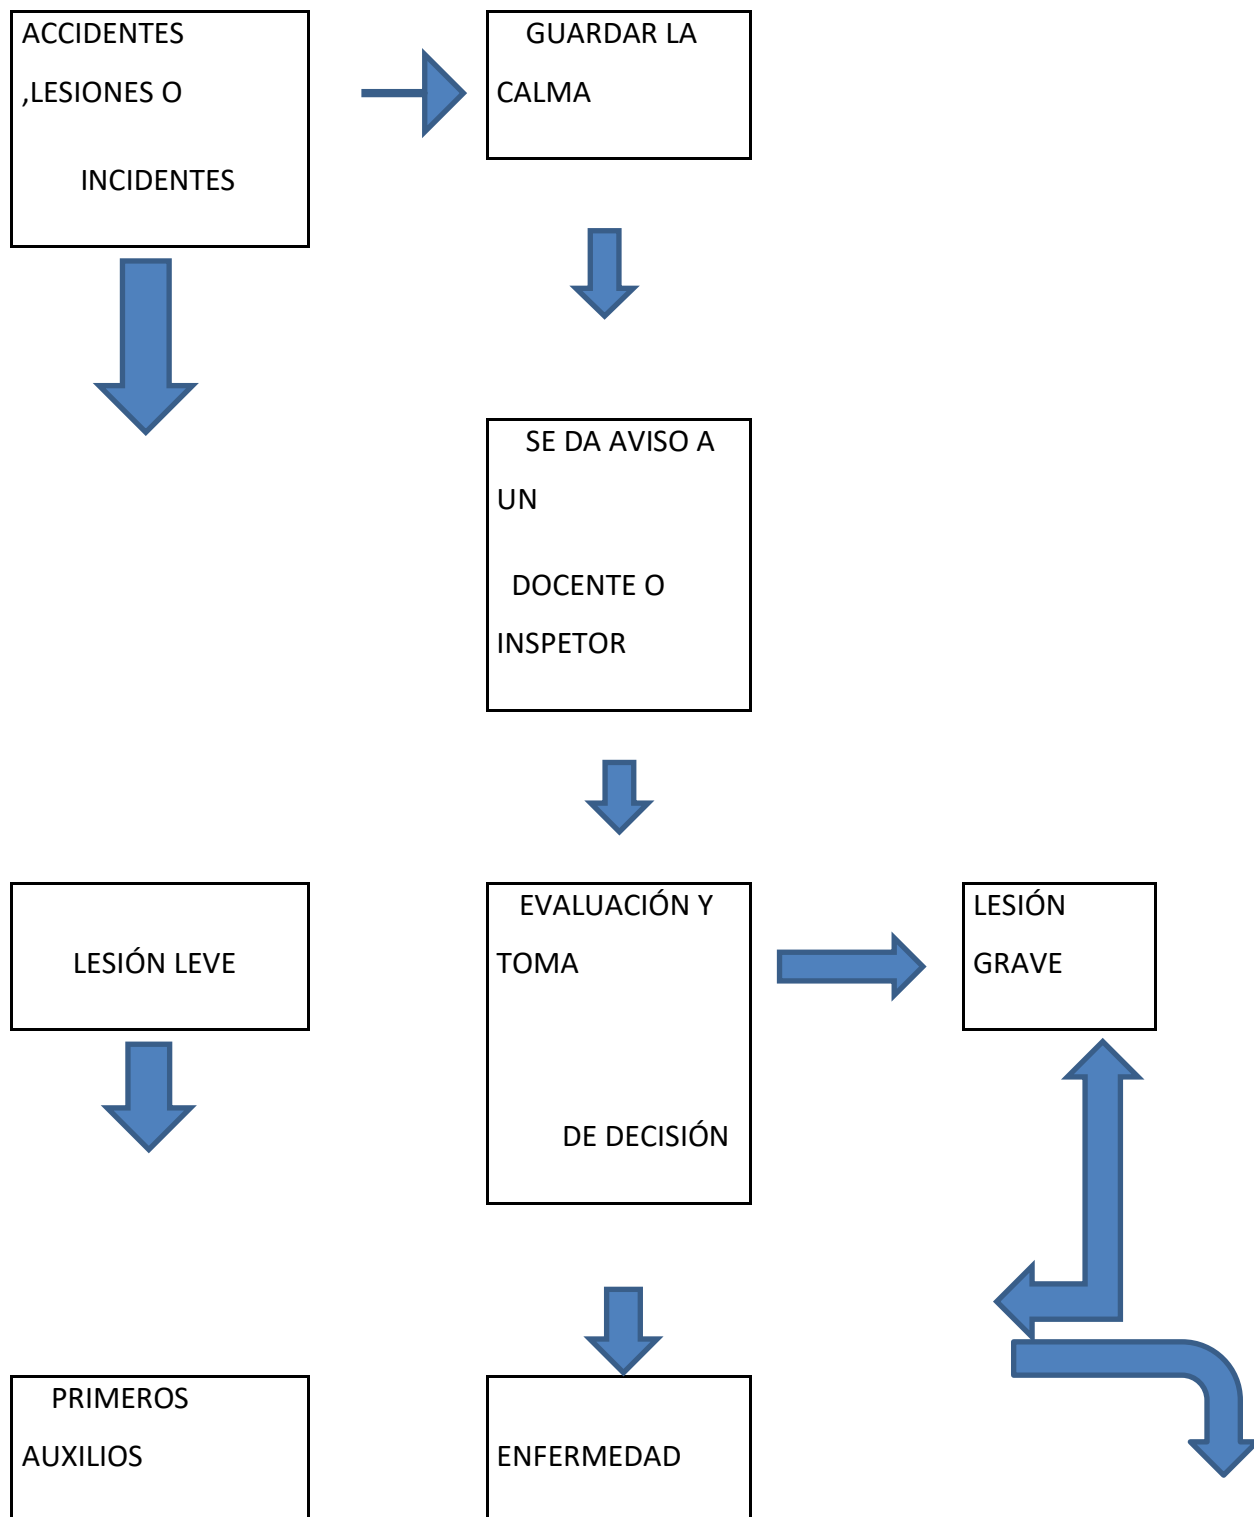 ACCIDENTES
,LESIONES O
INCIDENTES
GUARDAR LA
CALMA
SE DA AVISO A
UN
DOCENTE O
INSPETOR
LESIÓN LEVE
EVALUACIÓN Y
TOMA
DE DECISIÓN
LESIÓN
GRAVE
PRIMEROS
AUXILIOS
ENFERMEDAD